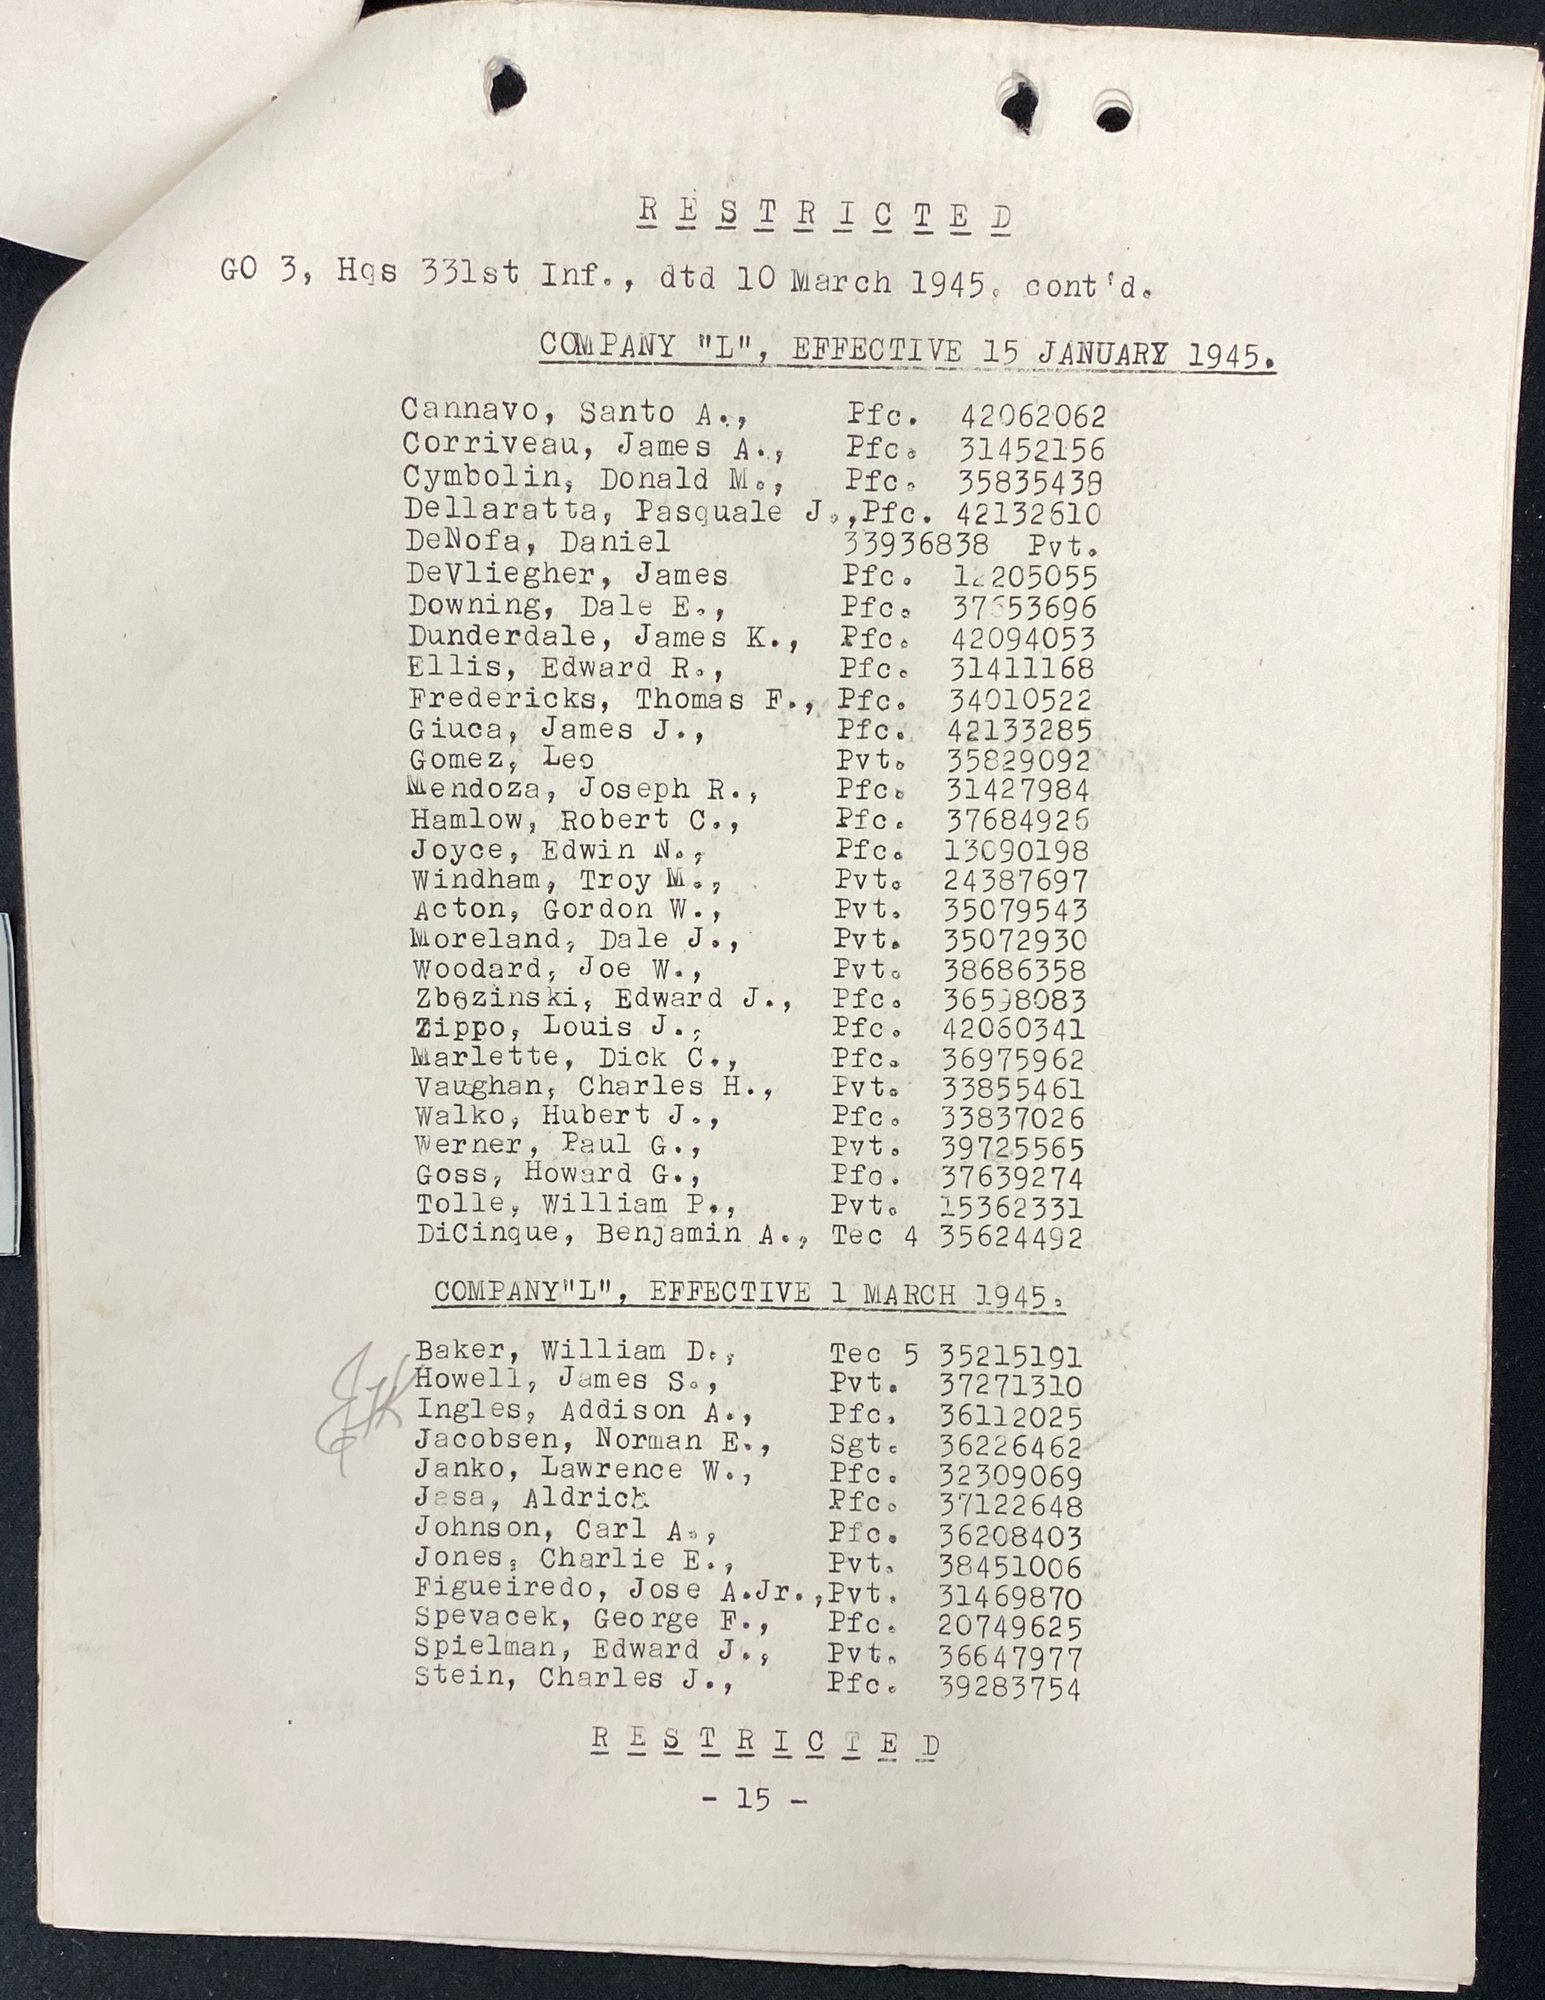 RESTRICTED
GO 3, Hqs 331st Inf., dtd 10 March 1945. cont'd.
COMPANY "L", EFFECTIVE 15 JANUARY 1945.
Cannavo, Santo A., Pfc. 42062062
Corriveau, James A., Pfc. 31452156
Cymbolin, Donald M., Pfc. 35835439
Dellaratta, Pasquale J.,Pfc. 42132610
DeNofa, Daniel 33936838 Pvt.
DeVliegher, James Pfc. 12205055
Downing, Dale E., Pfc. 37653696
Dunderdale, James K., Pfc. 42094053
Ellis, Edward R., Pfc. 31411168
Fredericks, Thomas F., Pfc. 34010522
Giuca, James J., Pfc. 42133285
Gomez, Leo Pvt. 35829092
Mendoza, Joseph R., Pfc. 31427984
Hamlow, Robert C., Pfc. 37684926
Joyce, Edwin N., Pfc. 13090198
Windham, Troy M., Pvt. 24387697
Acton, Gordon W., Pvt. 35079543
Moreland, Dale J., Pvt. 35072930
Woodard, Joe W., Pvt. 38686358
Zbezinski, Edward J., Pfc. 36598083
Zippo, Louis J., Pfc. 42060341
Marlette, Dick C., Pfc. 36975962
Vaughan, Charles H., Pvt. 33855461
Walko, Hubert J., Pfc. 33837026
Werner, Paul G., Pvt. 39725565
Goss, Howard G., Pfc. 37639274
Tolle, William P., Pvt. 15362331
DiCinque, Benjamin A., Tec 4 35624492
COMPANY"L", EFFECTIVE 1 MARCH 1945.
Baker, William D., Tec 5 35215191
Howell, James S., Pvt. 37271310
Ingles, Addison A., Pfc. 36112025
Jacobsen, Norman E., Sgt. 36226462
Janko, Lawrence W., Pfc. 32309069
Jasa, Aldrich Pfc. 37122648
Johnson, Carl A., Pfc. 36208403
Jones, Charlie E., Pvt. 38451006
Figueiredo, Jose A.Jr.,Pvt. 31469870
Spevacek, George F., Pfc. 20749625
Spielman, Edward J., Pvt. 36647977
Stein, Charles J., Pfc. 39283754
RESTRICTED
- 15 -